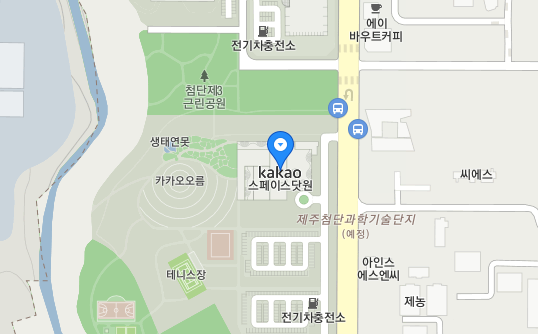 에이
바우트커피
전기차충전소
첨단제3
근린공원
생태연못
카카오오름
kakao
스페이스닷원
씨에스
제주첨단과학기술단지
(예정)
아인스
에스엔씨
테니스장
제농
전기차충전소